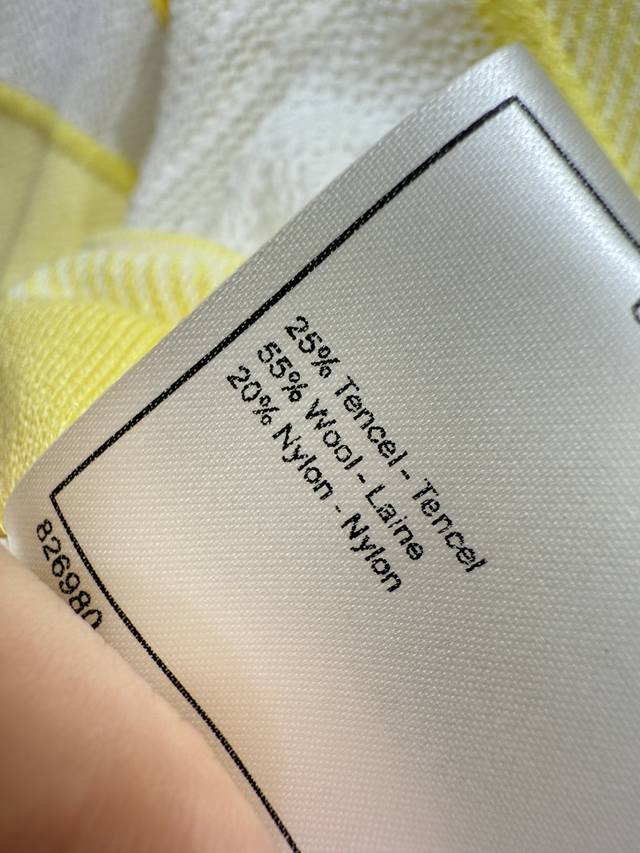 25% Tencel - Tencel
55% Wool - Laine
20% Nylon - Nylon
826980